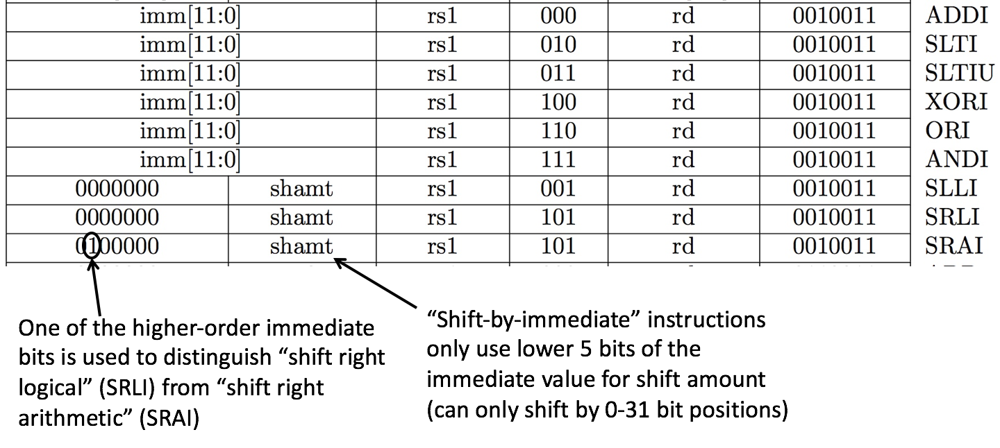 imm[11:0] rs1 000 rd 0010011 ADDI
imm[11:0] rs1 010 rd 0010011 SLTI
imm[11:0] rs1 011 rd 0010011 SLTIU
imm[11:0] rs1 100 rd 0010011 XORI
imm[11:0] rs1 110 rd 0010011 ORI
imm[11:0] rs1 111 rd 0010011 ANDI
0000000 shamt rs1 001 rd 0010011 SLLI
0000000 shamt rs1 101 rd 0010011 SRLI
0100000 shamt rs1 101 rd 0010011 SRAI
One of the higher-order immediate
bits is used to distinguish “shift right
logical” (SRLI) from “shift right
arithmetic” (SRAI)
“Shift-by-immediate” instructions
only use lower 5 bits of the
immediate value for shift amount
(can only shift by 0-31 bit positions)